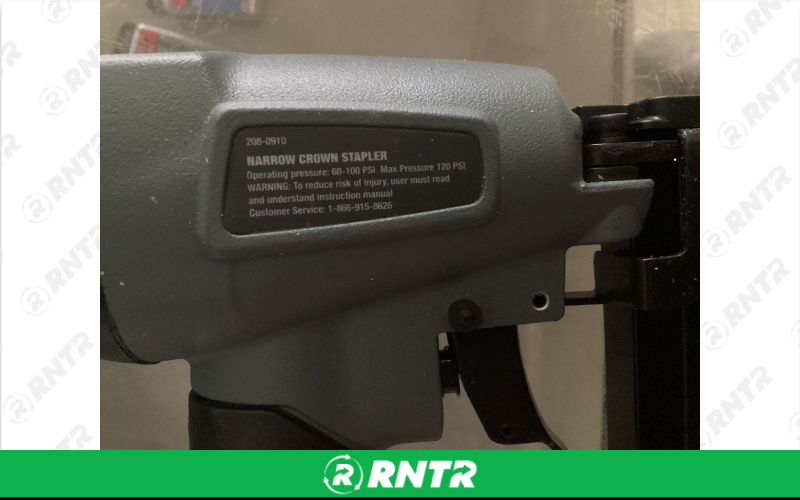 208-0910
NARROW CROWN STAPLER
Operating pressure: 60-100 PSI Max Pressure 120 PSI
WARNING: To reduce risk of injury, user must read
and understand instruction manual
Customer Service: 1-866-915-8626
RNTR